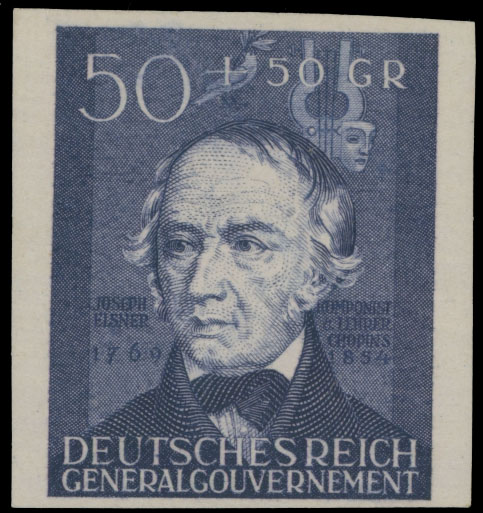 50 + 50 GR
JOSEPH
ELSNER
1769
KOMPONIST
& LEHRER
CHOPINS
1854
DEUTSCHES REICH
GENERALGOUVERNEMENT